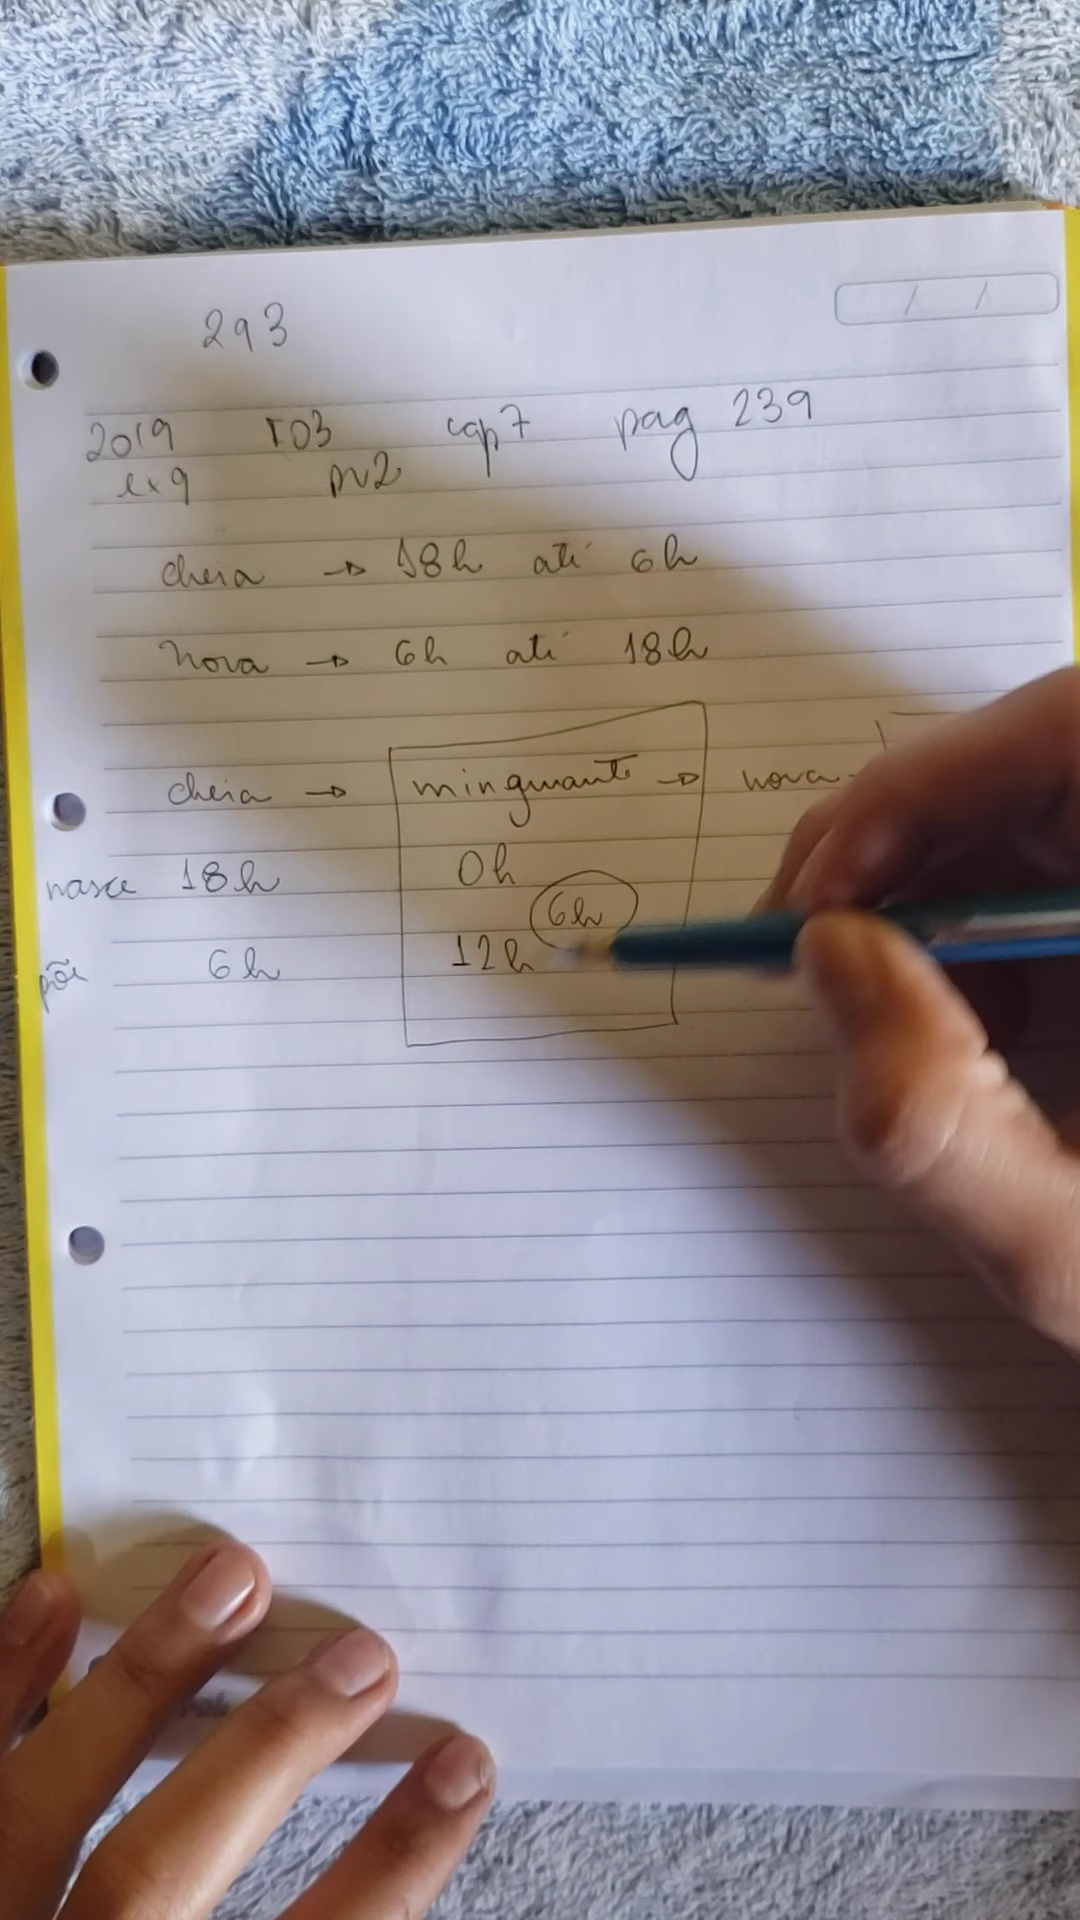 293
/ /
2019 T03 cap7 pag 239
ex9
cheia → 18h até 6h
nova → 6h até 18h
cheia → minguante → nova
nasce 18h 0h
6h
põe 6h 12h